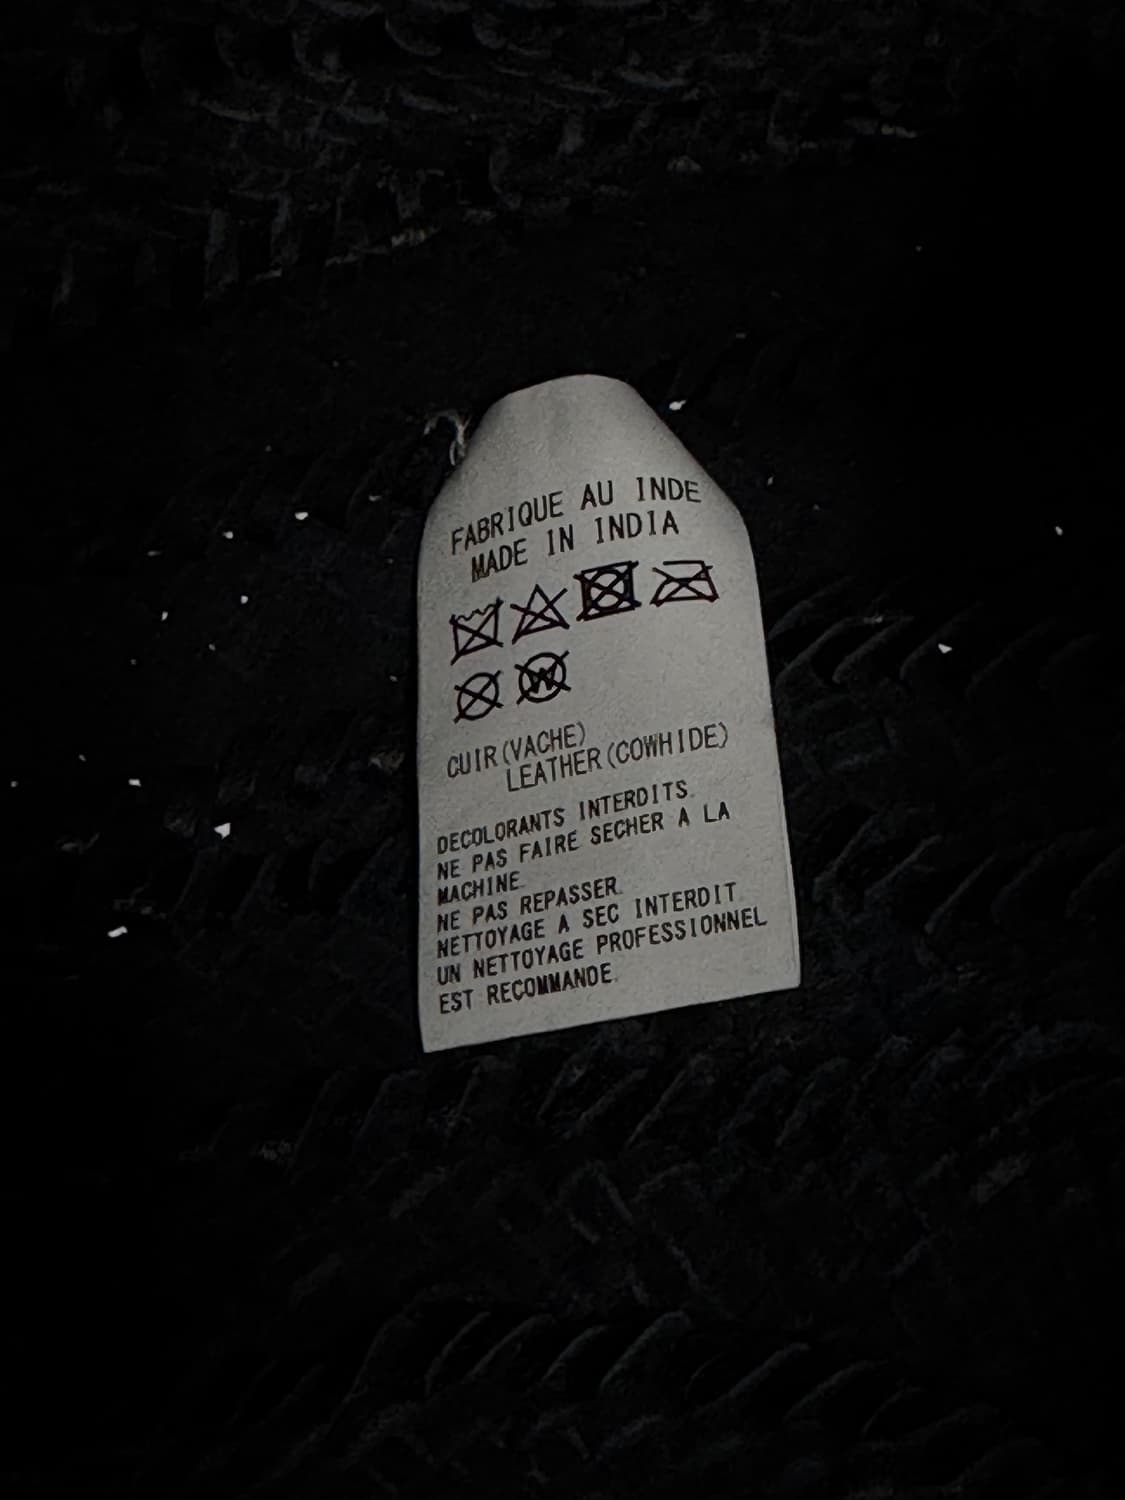 FABRIQUE AU INDE
MADE IN INDIA
W
CUIR(VACHE)
LEATHER(COWHIDE)
DECOLORANTS INTERDITS.
NE PAS FAIRE SECHER A LA
MACHINE.
NE PAS REPASSER.
NETTOYAGE A SEC INTERDIT.
UN NETTOYAGE PROFESSIONNEL
EST RECOMMANDE.